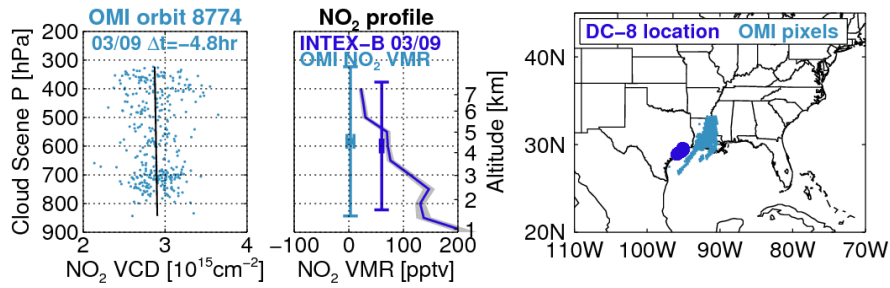 OMI orbit 8774
03/09 Δt=−4.8hr
Cloud Scene P [hPa]
200
300
400
500
600
700
800
900
2
3
4
NO₂ VCD [10¹⁵cm⁻²]
NO₂ profile
INTEX−B 03/09
OMI NO₂ VMR
7
6
5
4
3
2
1
Altitude [km]
−100
0
100
200
NO₂ VMR [pptv]
DC−8 location
OMI pixels
40N
30N
20N
110W
100W
90W
80W
70W